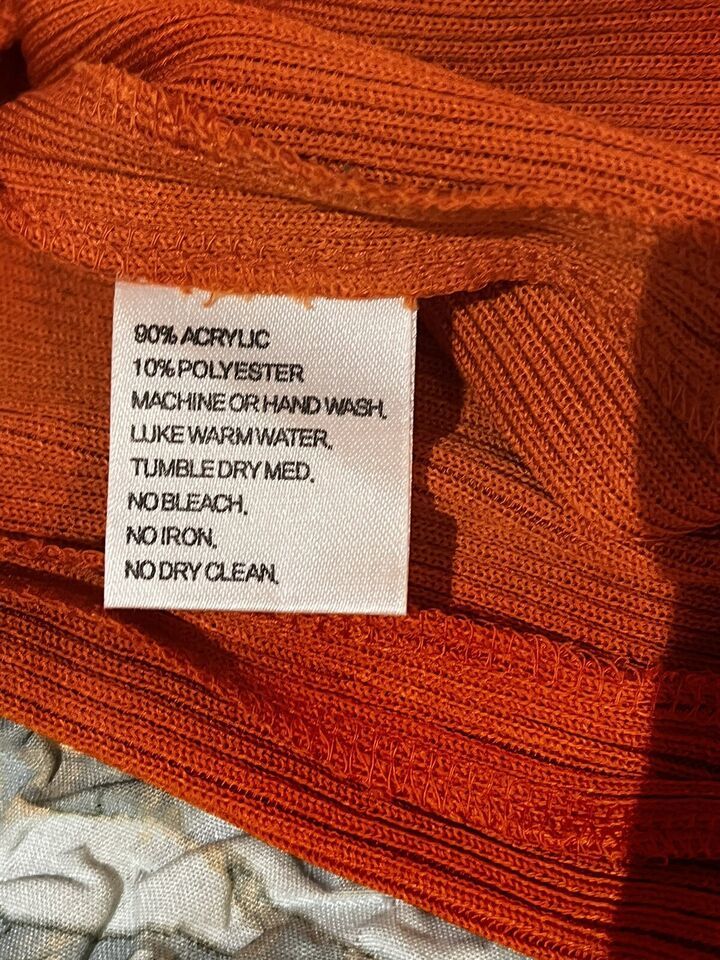 90% ACRYLIC
10% POLYESTER
MACHINE OR HAND WASH.
LUKE WARM WATER.
TUMBLE DRY MED.
NO BLEACH.
NO IRON.
NO DRY CLEAN.